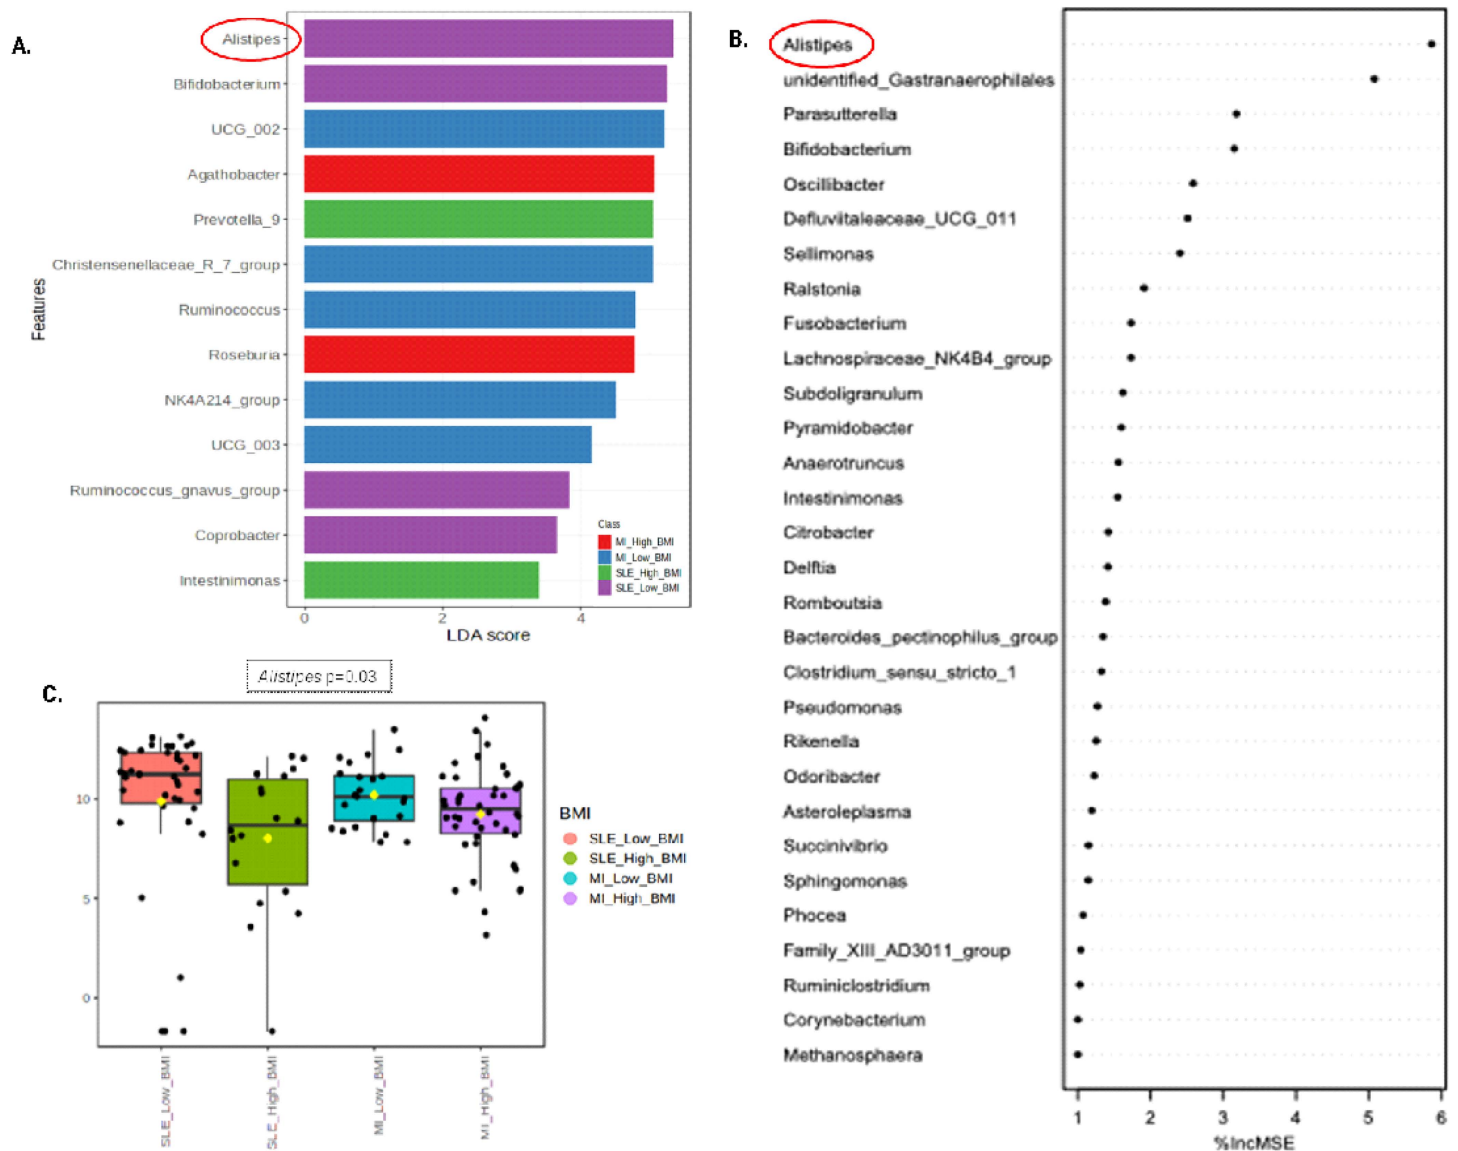 A.
Alistipes
Bifidobacterium
UCG_002
Agathobacter
Prevotella_9
Christensenellaceae_R_7_group
Ruminococcus
Roseburia
NK4A214_group
UCG_003
Ruminococcus_gnavus_group
Coprobacter
Intestinimonas
Features
0 2 4
LDA score
Class
MI_High_BMI
MI_Low_BMI
SLE_High_BMI
SLE_Low_BMI
B.
Alistipes
unidentified_Gastranaerophilales
Parasutterella
Bifidobacterium
Oscillibacter
Defluviitaleaceae_UCG_011
Sellimonas
Ralstonia
Fusobacterium
Lachnospiraceae_NK4B4_group
Subdoligranulum
Pyramidobacter
Anaerotruncus
Intestinimonas
Citrobacter
Delftia
Romboutsia
Bacteroides_pectinophilus_group
Clostridium_sensu_stricto_1
Pseudomonas
Rikenella
Odoribacter
Asteroleplasma
Succinivibrio
Sphingomonas
Phocea
Family_XIII_AD3011_group
Ruminiclostridium
Corynebacterium
Methanosphaera
1 2 3 4 5 6
%IncMSE
C.
Alistipes p=0.03
10
5
0
SLE_Low_BMI
SLE_High_BMI
MI_Low_BMI
MI_High_BMI
BMI
SLE_Low_BMI
SLE_High_BMI
MI_Low_BMI
MI_High_BMI